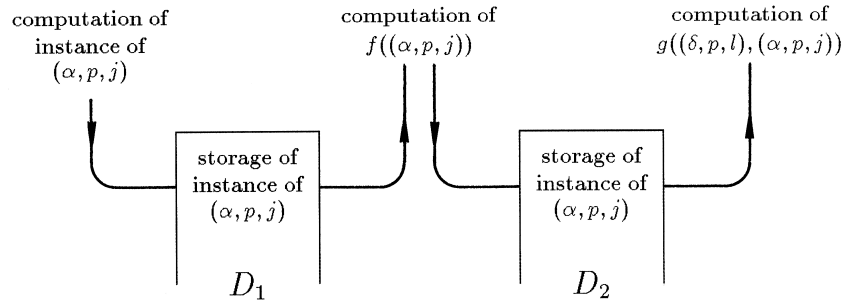 computation of
instance of
(α, p, j)
computation of
f((α, p, j))
computation of
g((δ, p, l), (α, p, j))
storage of
instance of
(α, p, j)
D₁
storage of
instance of
(α, p, j)
D₂